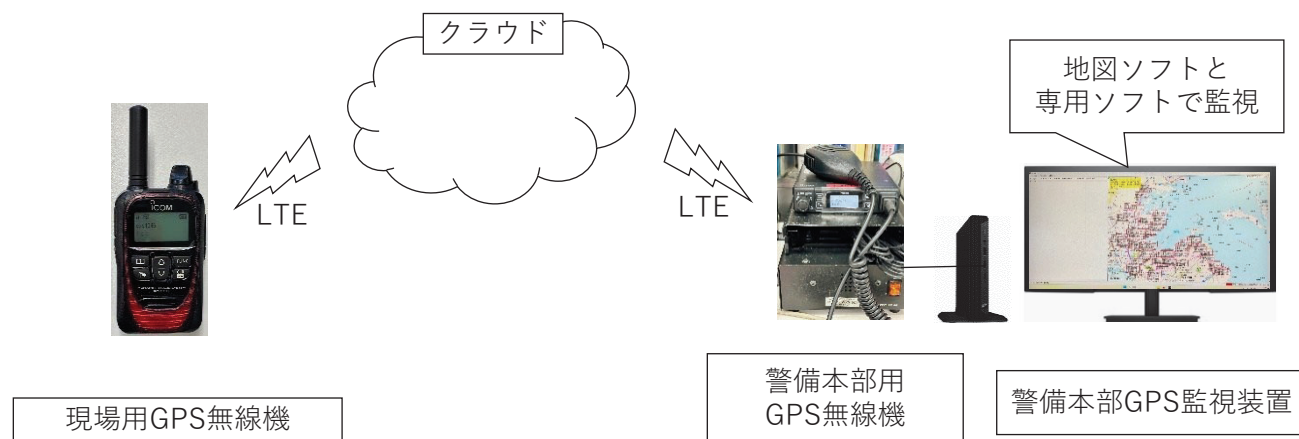 クラウド
地図ソフトと
専用ソフトで監視
LTE
LTE
iCOM
現場用GPS無線機
警備本部用
GPS無線機
警備本部GPS監視装置